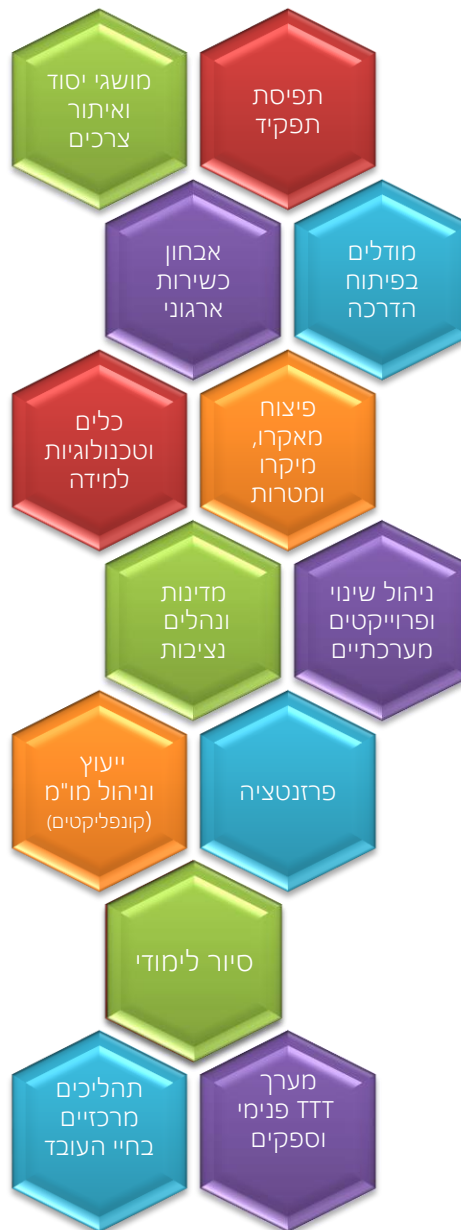 תפיסת
תפקיד
מושגי יסוד
ואיתור
צרכים
מודלים
בפיתוח
הדרכה
אבחון
כשירות
ארגוני
פיצוח
מאקרו,
מיקרו
ומטרות
כלים
וטכנולוגיות
למידה
ניהול שינוי
ופרוייקטים
מערכתיים
מדינות
ונהלים
נציבות
פרזנטציה
ייעוץ
וניהול מו"מ
(קונפליקטים)
סיור לימודי
מערך
TTT פנימי
וספקים
תהליכים
מרכזיים
בחיי העובד